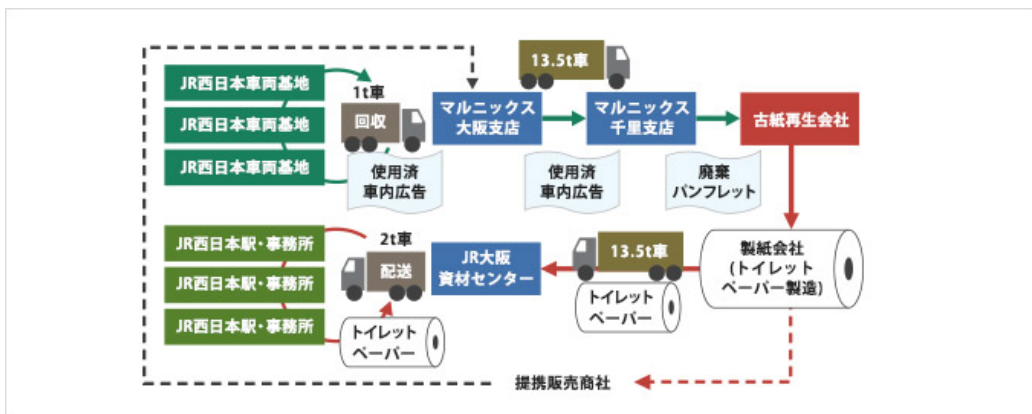 13.5t車
JR西日本車両基地
1t車
回収
マルニックス
大阪支店
マルニックス
千里支店
古紙再生会社
JR西日本車両基地
JR西日本車両基地
使用済
車内広告
使用済
車内広告
廃棄
パンフレット
JR西日本駅・事務所
2t車
配送
JR大阪
資材センター
13.5t車
製紙会社
(トイレット
ペーパー製造)
JR西日本駅・事務所
トイレット
ペーパー
JR西日本駅・事務所
トイレット
ペーパー
提携販売商社